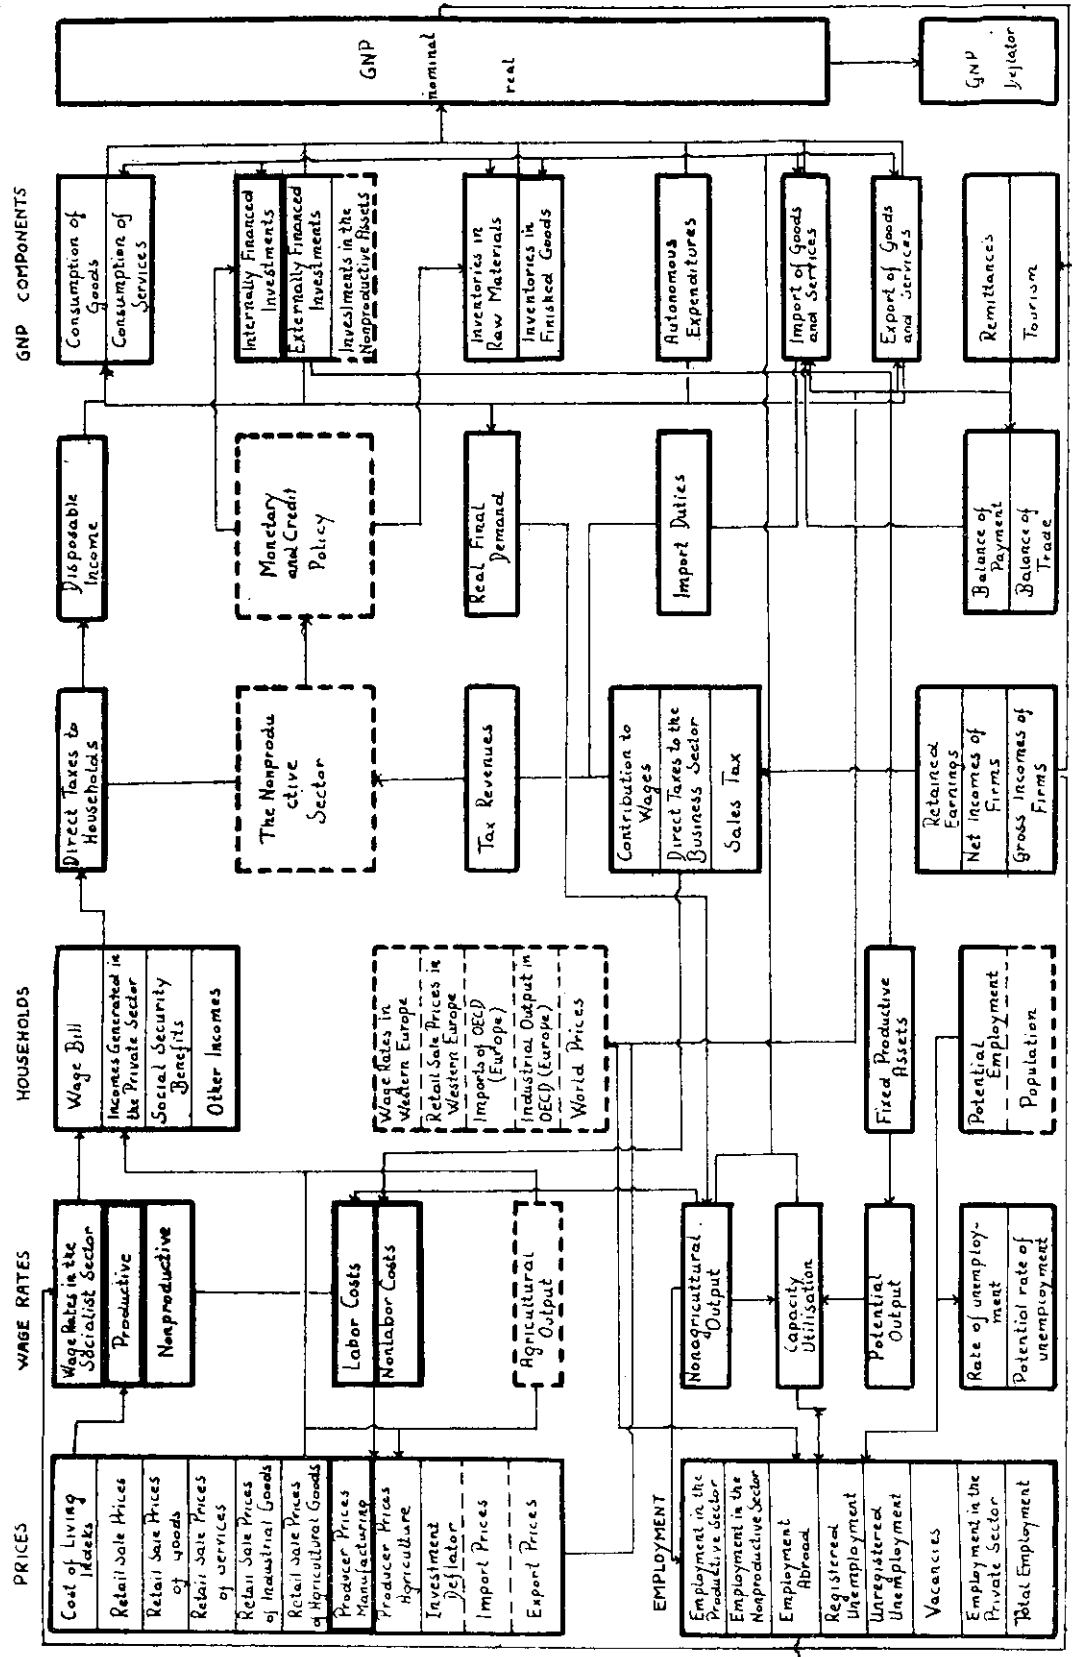 PRICES
Cost of Living
Indeks
Retail Sale Prices
Retail Sale Prices
of goods
Retail Sale Prices
of services
Retail Sale Prices
of Industrial Goods
Retail Sale Prices
of Agricultural Goods
Producer Prices
Manufacturing
Producer Prices
Agriculture
Investment
Deflator
Import Prices
Export Prices
EMPLOYMENT
Employment in the
Productive Sector
Employment in the
Nonproductive Sector
Employment
Abroad
Registered
Unemployment
Unregistered
Unemployment
Vacancies
Employment in the
Private Sector
Total Employment
WAGE RATES
Wage Rates in the
Socialist Sector
Productive
Nonproductive
Labor Costs
Nonlabor Costs
Agricultural
Output
Nonagricultural
Output
Capacity
Utilisation
Potential
Output
Rate of unemploy-
ment
Potential rate of
unemployment
HOUSEHOLDS
Wage Bill
Incomes Generated in
the Private Sector
Social Security
Benefits
Other Incomes
Wage Rates in
Western Europe
Retail Sale Prices in
Western Europe
Imports of OECD
(Europe)
Industrial Output in
OECD (Europe)
World Prices
Fixed Productive
Assets
Potential
Employment
Population
Direct Taxes to
Households
The Nonprodu
ctive
Sector
Tax Revenues
Contribution to
Wages
Direct Taxes to the
Business Sector
Sales Tax
Retained
Earnings
Net Incomes of
Firms
Gross Incomes of
Firms
Disposable
Income
Monetary
and Credit
Policy
Real Final
Demand
Import Duties
Balance of
Payment
Balance of
Trade
GNP COMPONENTS
Consumption of
Goods
Consumption of
Services
Internally Financed
Investments
Externally Financed
Investments
Investments in the
Nonproductive Assets
Inventories in
Raw Materials
Inventories in
Finished Goods
Autonomous
Expenditures
Import of Goods
and Services
Export of Goods
and Services
Remittances
Tourism
GNP
nominal
real
GNP
Deflator